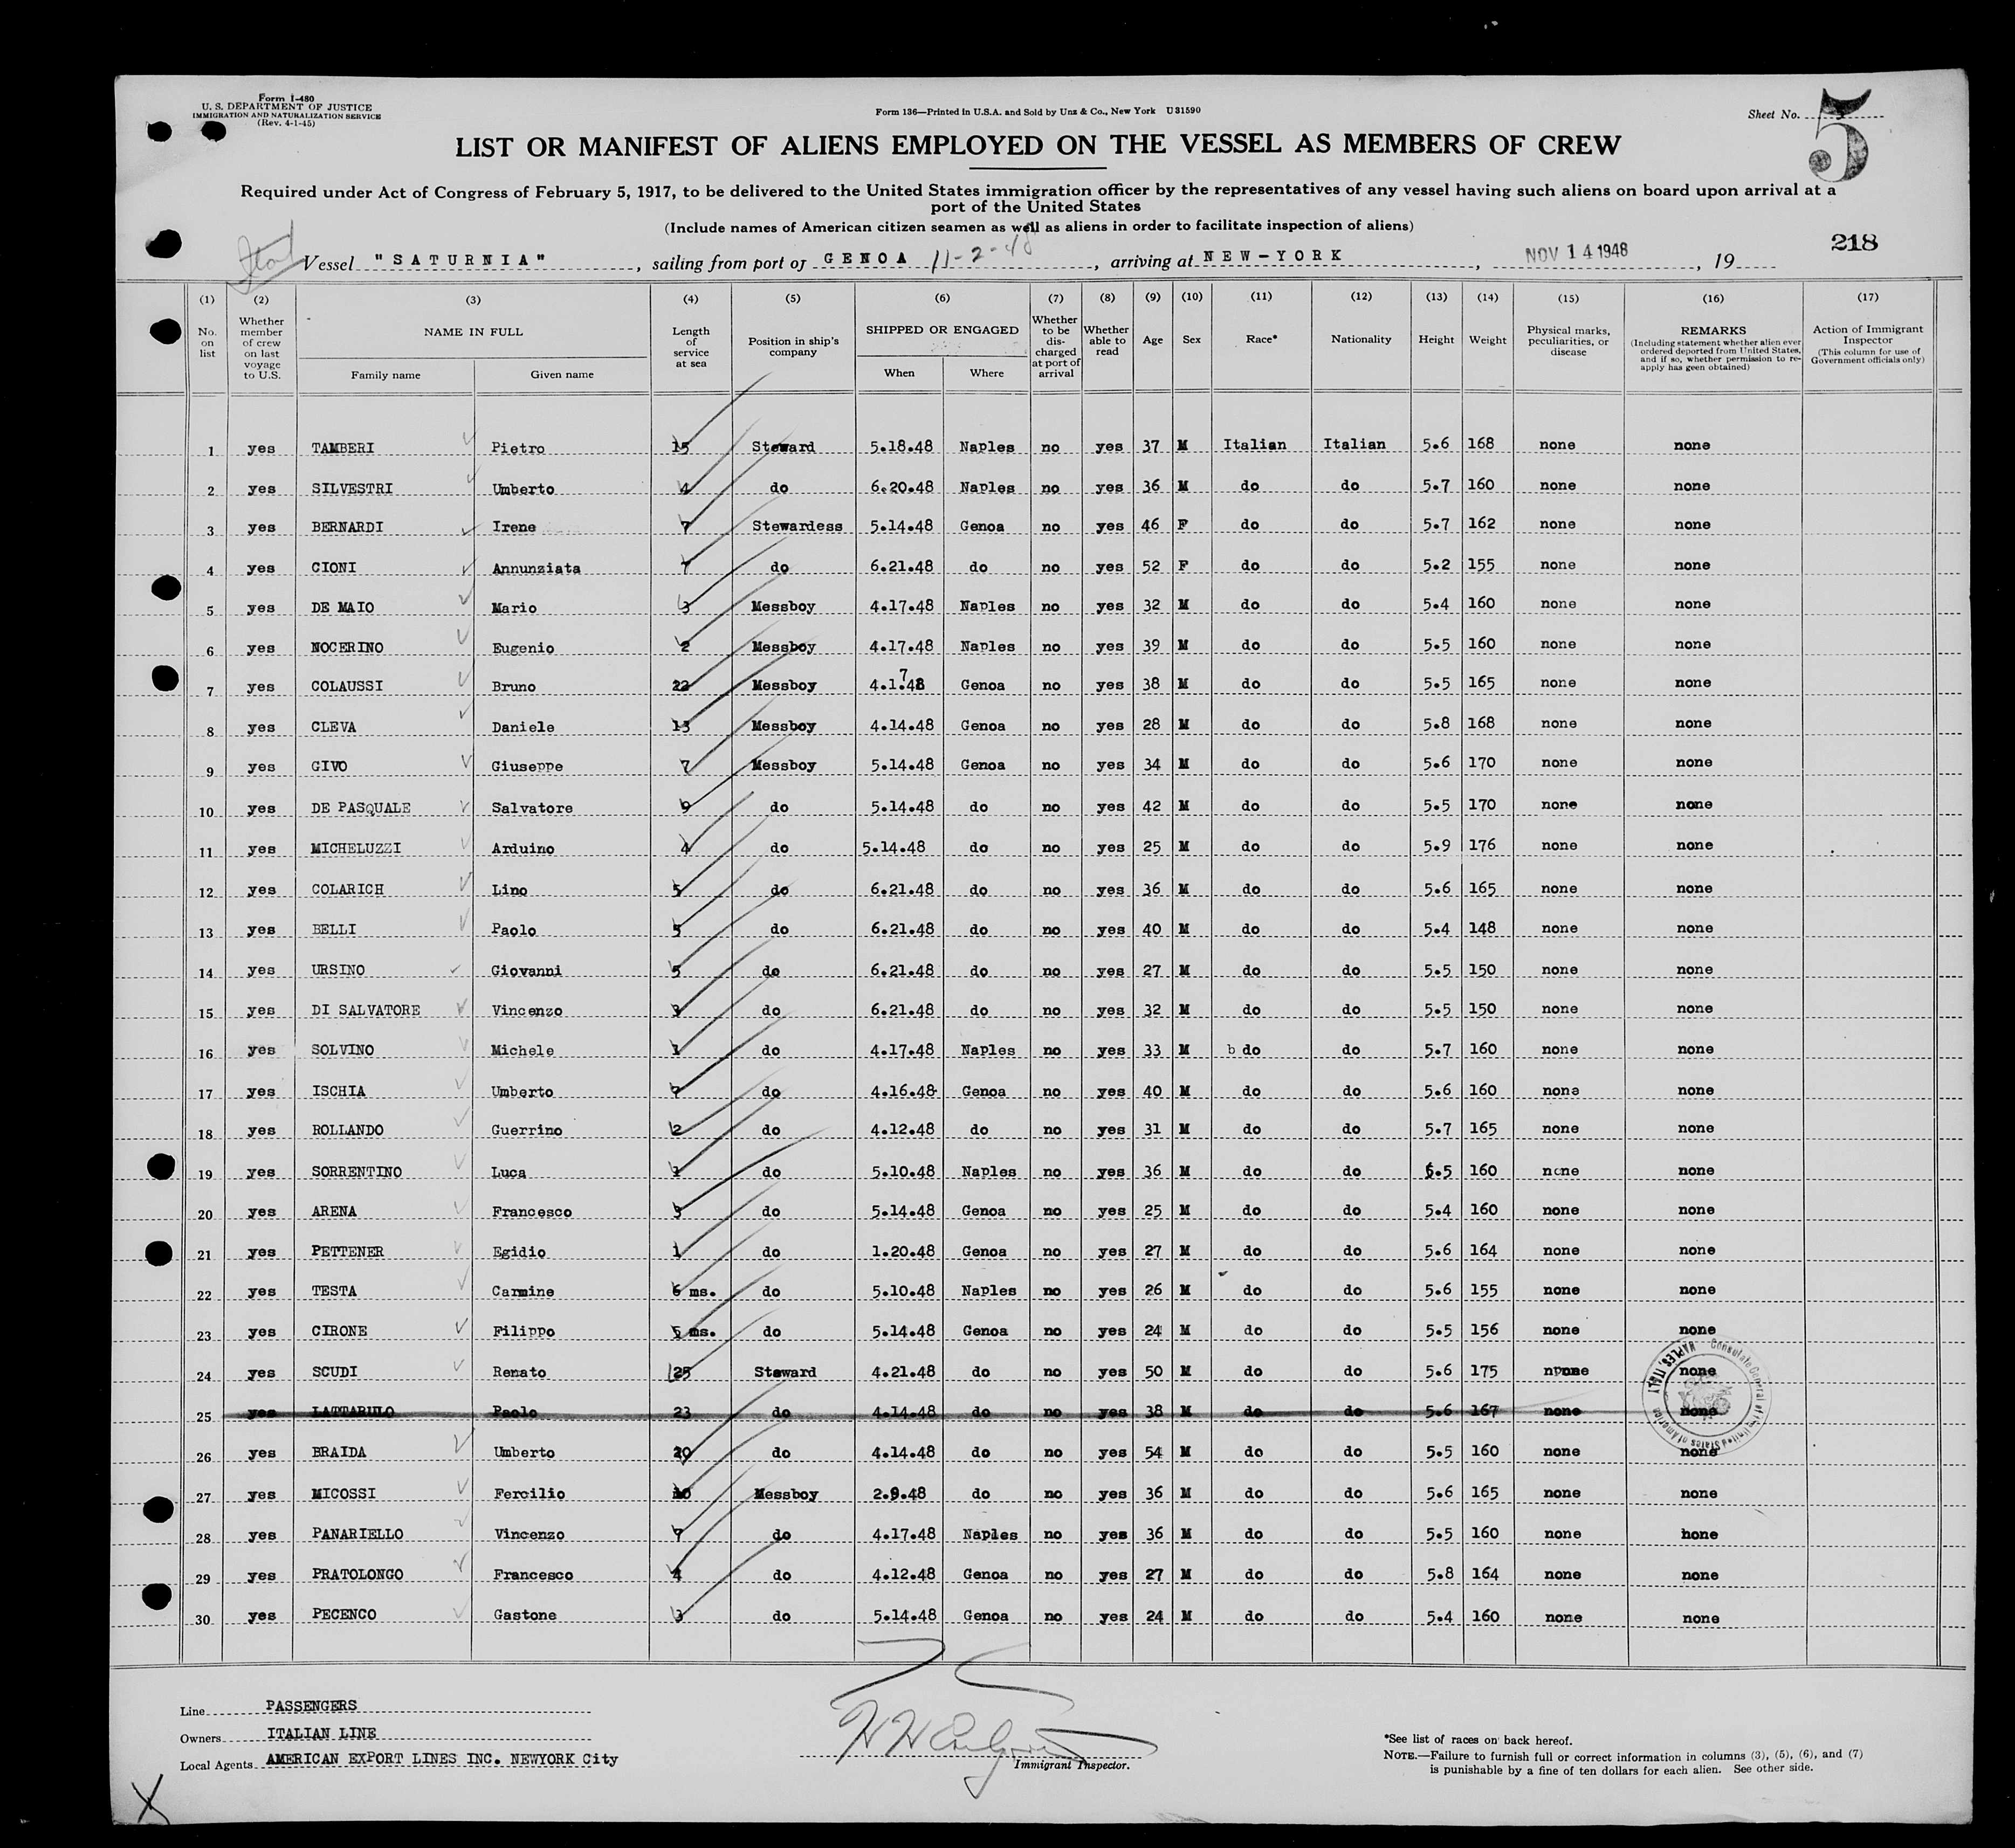 Form I-480
U. S. DEPARTMENT OF JUSTICE
IMMIGRATION AND NATURALIZATION SERVICE
(Rev. 4-1-45)
Form 136—Printed in U.S.A. and Sold by Unz & Co., New York U31590
Sheet No. 5
LIST OR MANIFEST OF ALIENS EMPLOYED ON THE VESSEL AS MEMBERS OF CREW
Required under Act of Congress of February 5, 1917, to be delivered to the United States immigration officer by the representatives of any vessel having such aliens on board upon arrival at a
port of the United States
(Include names of American citizen seamen as well as aliens in order to facilitate inspection of aliens)
218
Vessel "SATURNIA", sailing from port of GENOA 11-2-48, arriving at NEW-YORK, NOV 14 1948, 19
(1) (2) (3) (4) (5) (6) (7) (8) (9) (10) (11) (12) (13) (14) (15) (16) (17)
No. on list
Whether member of crew on last voyage to U.S.
NAME IN FULL
Family name
Given name
Length of service at sea
Position in ship's company
SHIPPED OR ENGAGED
When
Where
Whether to be discharged at port of arrival
Whether able to read
Age
Sex
Race*
Nationality
Height
Weight
Physical marks, peculiarities, or disease
REMARKS
(Including statement whether alien ever ordered deported from United States, and if so, whether permission to re-apply has geen obtained)
Action of Immigrant Inspector
(This column for use of Government officials only)
1 yes TAMBERI Pietro 15 Steward 5.18.48 Naples no yes 37 M Italian Italian 5.6 168 none none
2 yes SILVESTRI Umberto 4 do 6.20.48 Naples no yes 36 M do do 5.7 160 none none
3 yes BERNARDI Irene 7 Stewardess 5.14.48 Genoa no yes 46 F do do 5.7 162 none none
4 yes CIONI Annunziata 7 do 6.21.48 do no yes 52 F do do 5.2 155 none none
5 yes DE MAIO Mario 3 Messboy 4.17.48 Naples no yes 32 M do do 5.4 160 none none
6 yes NOCERINO Eugenio 2 Messboy 4.17.48 Naples no yes 39 M do do 5.5 160 none none
7 yes COLAUSSI Bruno 22 Messboy 4.17.48 Genoa no yes 38 M do do 5.5 165 none none
8 yes CLEVA Daniele 13 Messboy 4.14.48 Genoa no yes 28 M do do 5.8 168 none none
9 yes GIVO Giuseppe 7 Messboy 5.14.48 Genoa no yes 34 M do do 5.6 170 none none
10 yes DE PASQUALE Salvatore 9 do 5.14.48 do no yes 42 M do do 5.5 170 none none
11 yes MICHELUZZI Arduino 4 do 5.14.48 do no yes 25 M do do 5.9 176 none none
12 yes COLARICH Lino 5 do 6.21.48 do no yes 36 M do do 5.6 165 none none
13 yes BELLI Paolo 5 do 6.21.48 do no yes 40 M do do 5.4 148 none none
14 yes URSINO Giovanni 5 do 6.21.48 do no yes 27 M do do 5.5 150 none none
15 yes DI SALVATORE Vincenzo 3 do 6.21.48 do no yes 32 M do do 5.5 150 none none
16 yes SOLVINO Michele 1 do 4.17.48 Naples no yes 33 M b do do 5.7 160 none none
17 yes ISCHIA Umberto 7 do 4.16.48 Genoa no yes 40 M do do 5.6 160 none none
18 yes ROLLANDO Guerrino 2 do 4.12.48 do no yes 31 M do do 5.7 165 none none
19 yes SORRENTINO Luca 1 do 5.10.48 Naples no yes 36 M do do 5.5 160 none none
20 yes ARENA Francesco 3 do 5.14.48 Genoa no yes 25 M do do 5.4 160 none none
21 yes PETTENER Egidio 1 do 1.20.48 Genoa no yes 27 M do do 5.6 164 none none
22 yes TESTA Carmine 6 ms. do 5.10.48 Naples no yes 26 M do do 5.6 155 none none
23 yes CIRONE Filippo 5 ms. do 5.14.48 Genoa no yes 24 M do do 5.5 156 none none
24 yes SCUDI Renato 25 Steward 4.21.48 do no yes 50 M do do 5.6 175 npone none
25 yes LATTARULO Paolo 23 do 4.14.48 do no yes 38 M do do 5.6 167 none none
26 yes BRAIDA Umberto 20 do 4.14.48 do no yes 54 M do do 5.5 160 none none
27 yes MICOSSI Fercilio Messboy 2.9.48 do no yes 36 M do do 5.6 165 none none
28 yes PANARIELLO Vincenzo 7 do 4.17.48 Naples no yes 36 M do do 5.5 160 none hone
29 yes PRATOLONGO Francesco 4 do 4.12.48 Genoa no yes 27 M do do 5.8 164 none none
30 yes PECENCO Gastone 3 do 5.14.48 Genoa no yes 24 M do do 5.4 160 none none
Consulate General of the United States of America NAPLES, ITALY
Line PASSENGERS
Owners ITALIAN LINE
Local Agents AMERICAN EXPORT LINES INC. NEWYORK City
Immigrant Inspector.
*See list of races on back hereof.
NOTE.—Failure to furnish full or correct information in columns (3), (5), (6), and (7)
is punishable by a fine of ten dollars for each alien. See other side.
X